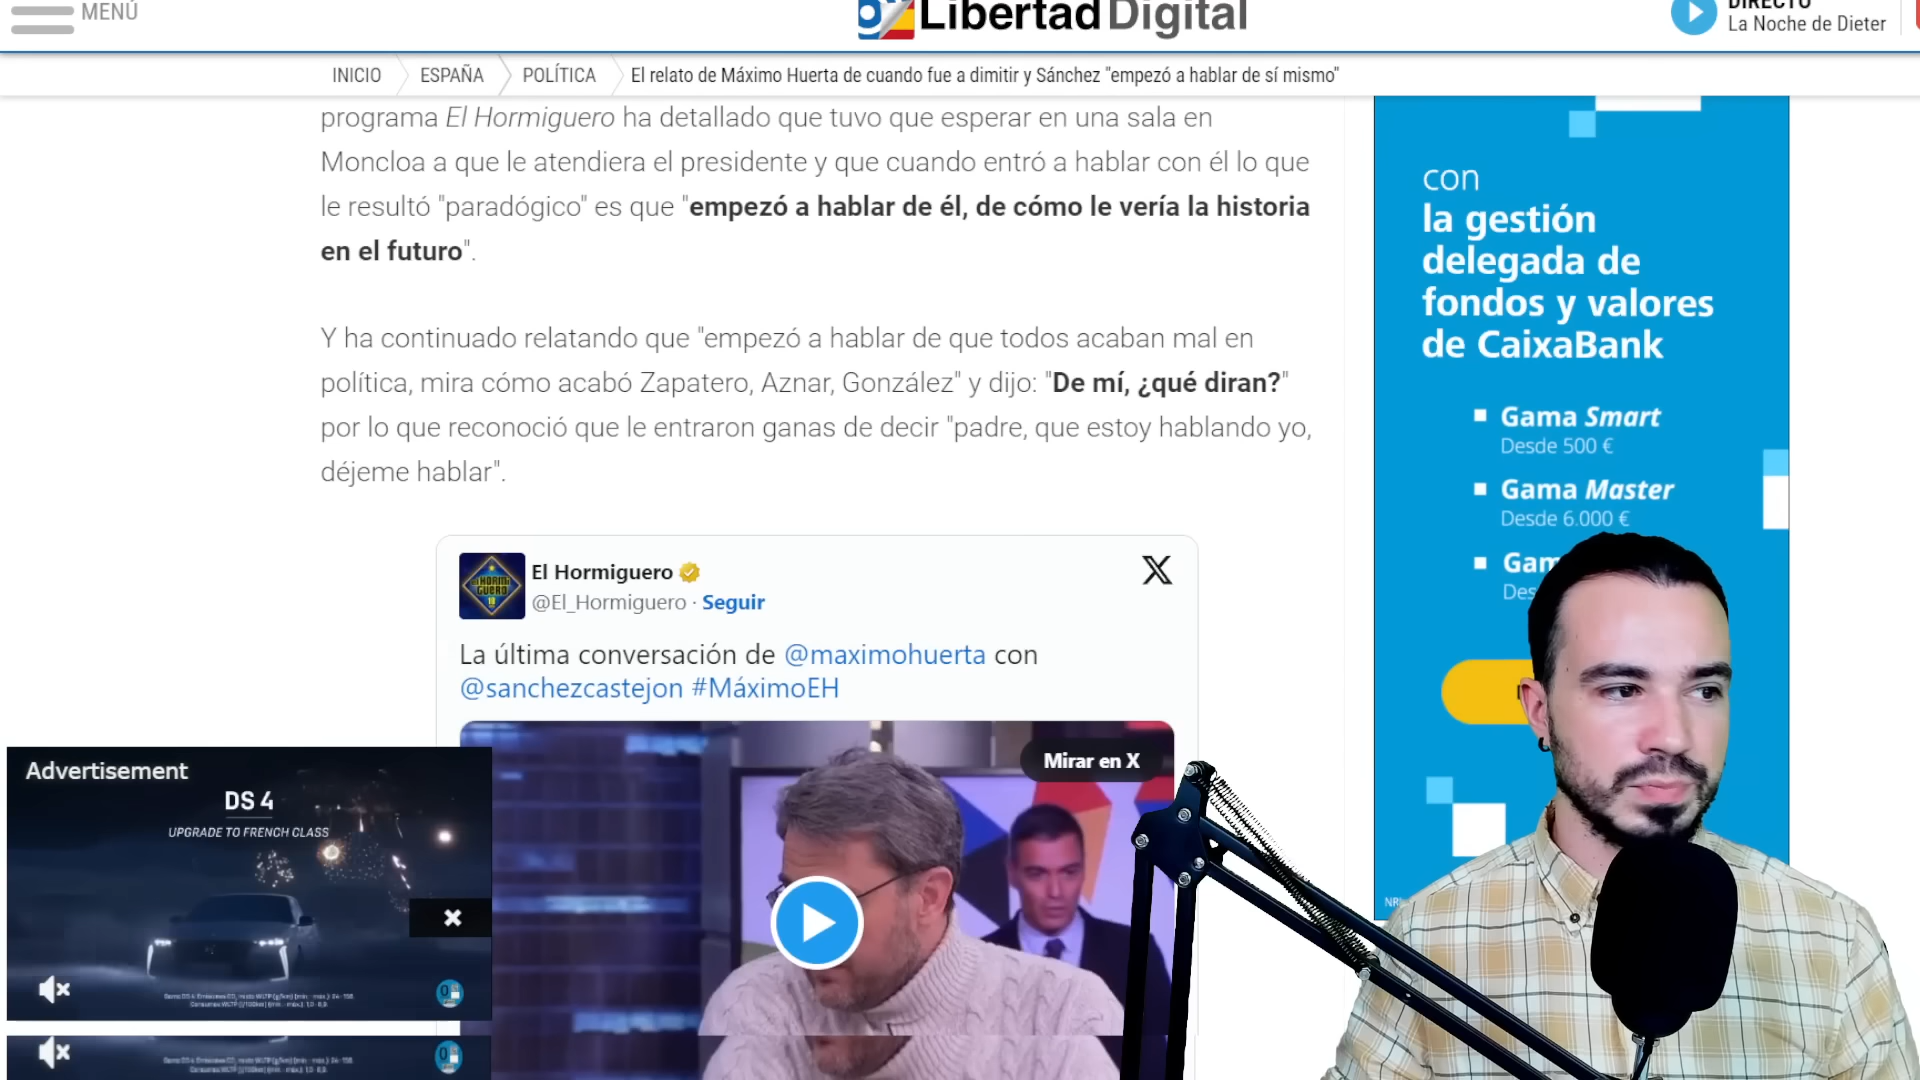 MENÚ
Libertad Digital
DIRECTO
La Noche de Dieter
INICIO
ESPAÑA
POLÍTICA
El relato de Máximo Huerta de cuando fue a dimitir y Sánchez "empezó a hablar de sí mismo"
programa El Hormiguero ha detallado que tuvo que esperar en una sala en
Moncloa a que le atendiera el presidente y que cuando entró a hablar con él lo que
le resultó "paradógico" es que "empezó a hablar de él, de cómo le vería la historia
en el futuro".
Y ha continuado relatando que "empezó a hablar de que todos acaban mal en
política, mira cómo acabó Zapatero, Aznar, González" y dijo: "De mí, ¿qué diran?"
por lo que reconoció que le entraron ganas de decir "padre, que estoy hablando yo,
déjeme hablar".
El Hormiguero
@El_Hormiguero · Seguir
La última conversación de @maximohuerta con
@sanchezcastejon #MáximoEH
Mirar en X
Advertisement
DS 4
UPGRADE TO FRENCH CLASS
con
la gestión
delegada de
fondos y valores
de CaixaBank
Gama Smart
Desde 500 €
Gama Master
Desde 6.000 €
Gam
Des